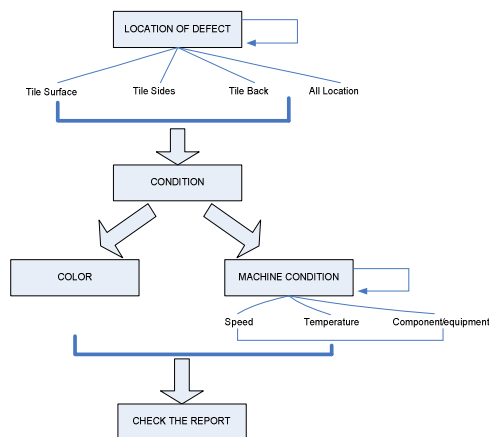 LOCATION OF DEFECT
Tile Surface
Tile Sides
Tile Back
All Location
CONDITION
COLOR
MACHINE CONDITION
Speed
Temperature
Component/equipment
CHECK THE REPORT